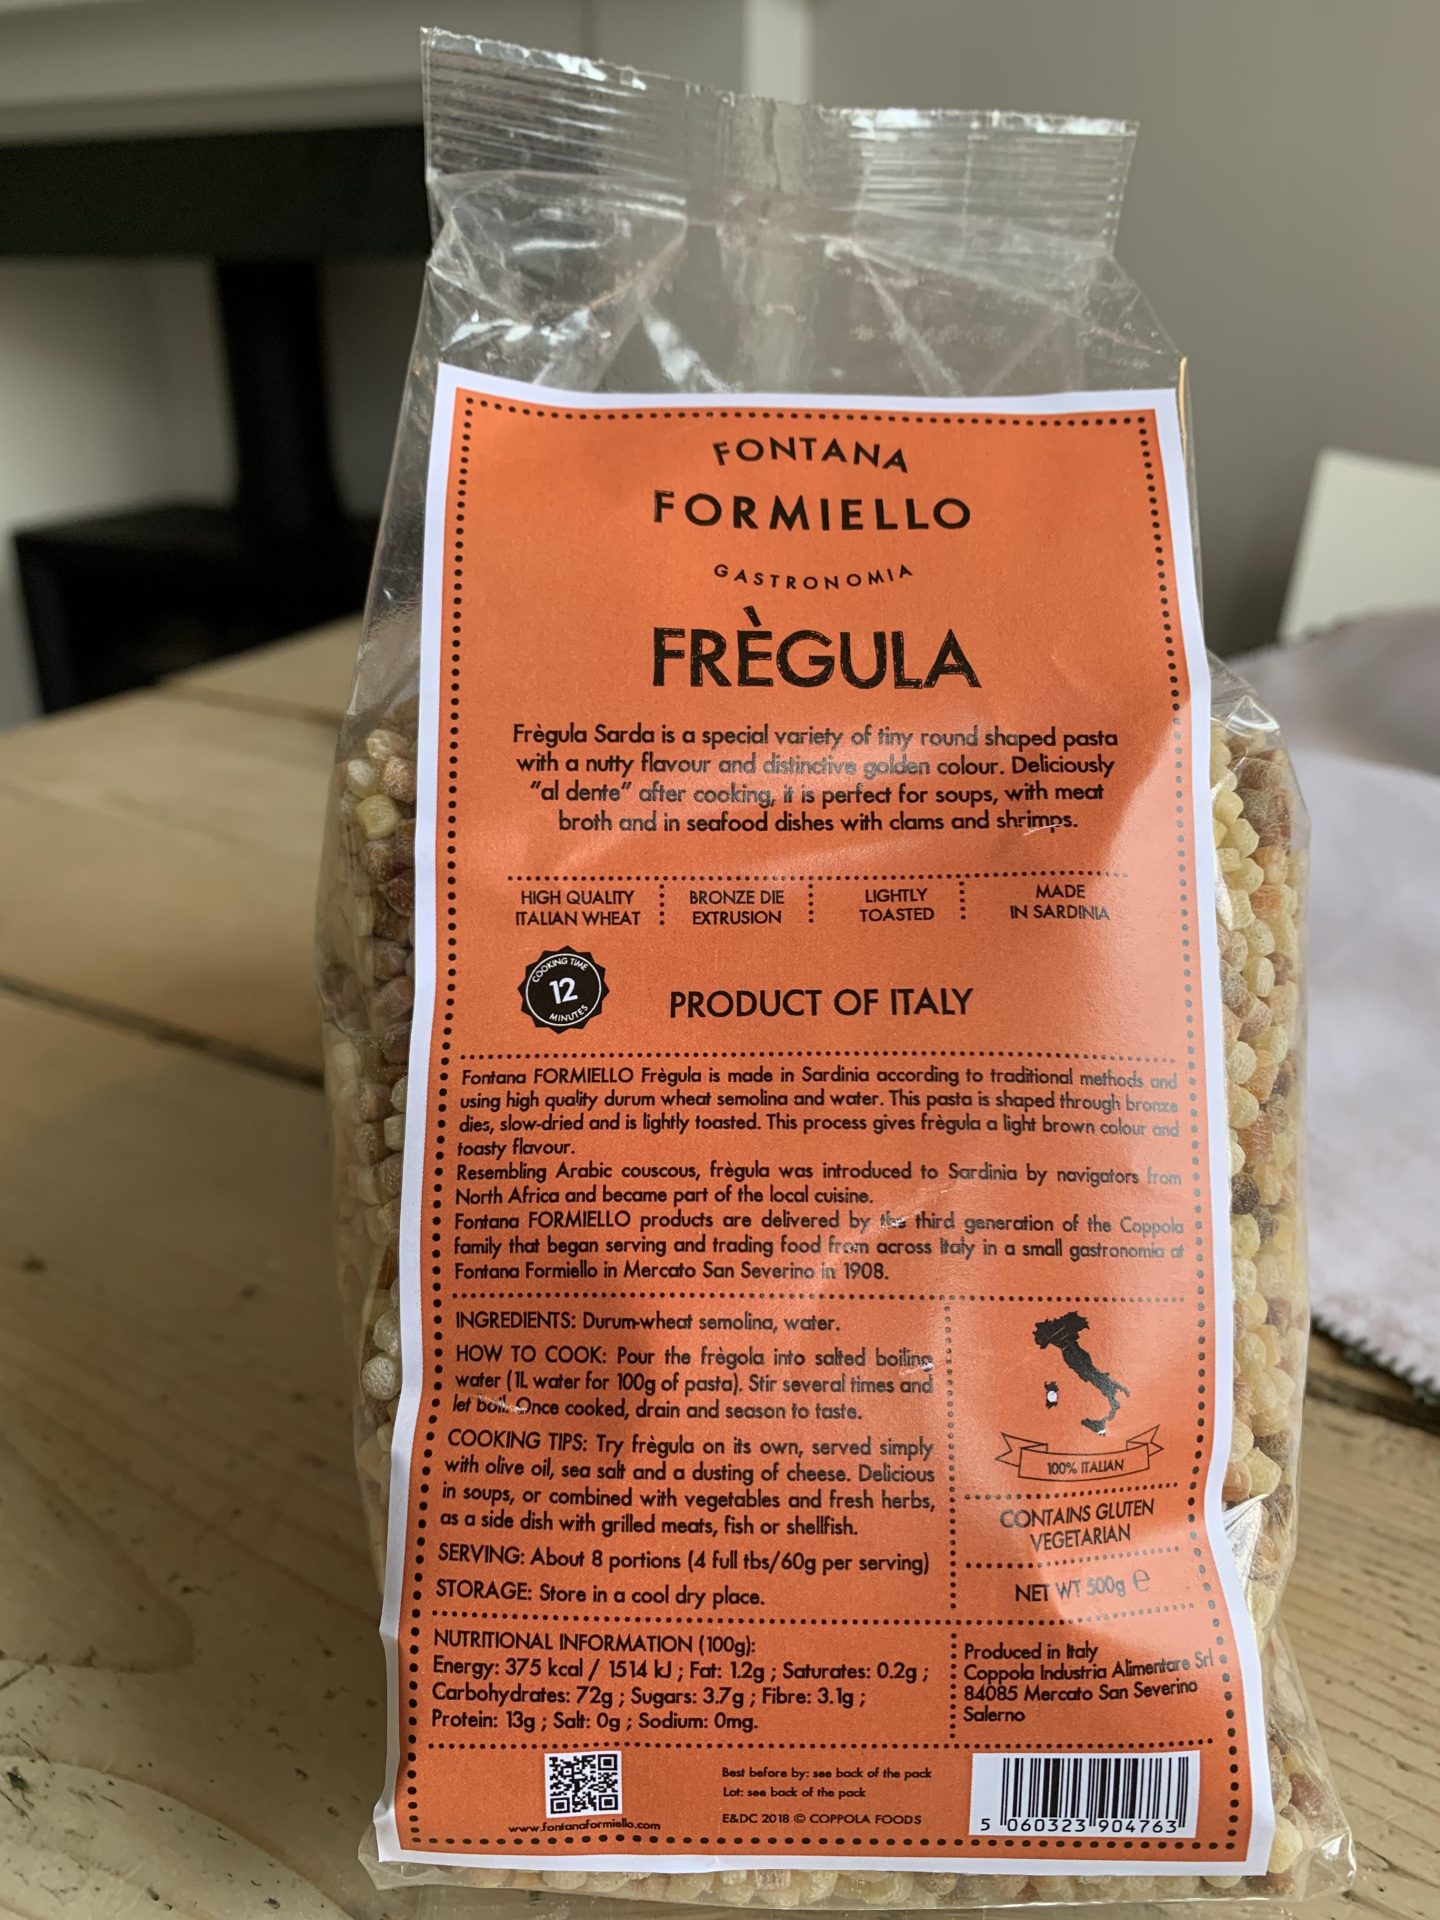 FONTANA
FORMIELLO
GASTRONOMIA
FRÈGULA
Frègula Sarda is a special variety of tiny round shaped pasta
with a nutty flavour and distinctive golden colour. Deliciously
"al dente" after cooking, it is perfect for soups, with meat
broth and in seafood dishes with clams and shrimps.
HIGH QUALITY
ITALIAN WHEAT
BRONZE DIE
EXTRUSION
LIGHTLY
TOASTED
MADE
IN SARDINIA
COOKING TIME
12
MINUTES
PRODUCT OF ITALY
Fontana FORMIELLO Frègula is made in Sardinia according to traditional methods and
using high quality durum wheat semolina and water. This pasta is shaped through bronze
dies, slow-dried and is lightly toasted. This process gives frègula a light brown colour and
toasty flavour.
Resembling Arabic couscous, frègula was introduced to Sardinia by navigators from
North Africa and became part of the local cuisine.
Fontana FORMIELLO products are delivered by the third generation of the Coppola
family that began serving and trading food from across Italy in a small gastronomia at
Fontana Formiello in Mercato San Severino in 1908.
INGREDIENTS: Durum-wheat semolina, water.
HOW TO COOK: Pour the frègola into salted boiling
water (1L water for 100g of pasta). Stir several times and
let boil. Once cooked, drain and season to taste.
COOKING TIPS: Try frègula on its own, served simply
with olive oil, sea salt and a dusting of cheese. Delicious
in soups, or combined with vegetables and fresh herbs,
as a side dish with grilled meats, fish or shellfish.
SERVING: About 8 portions (4 full tbs/60g per serving)
STORAGE: Store in a cool dry place.
100% ITALIAN
CONTAINS GLUTEN
VEGETARIAN
NET WT 500g ℮
NUTRITIONAL INFORMATION (100g):
Energy: 375 kcal / 1514 kJ ; Fat: 1.2g ; Saturates: 0.2g ;
Carbohydrates: 72g ; Sugars: 3.7g ; Fibre: 3.1g ;
Protein: 13g ; Salt: 0g ; Sodium: 0mg.
Produced in Italy
Coppola Industria Alimentare Srl
84085 Mercato San Severino
Salerno
www.fontanaformiello.com
Best before by: see back of the pack
Lot: see back of the pack
E&DC 2018 © COPPOLA FOODS
5 060323 904763